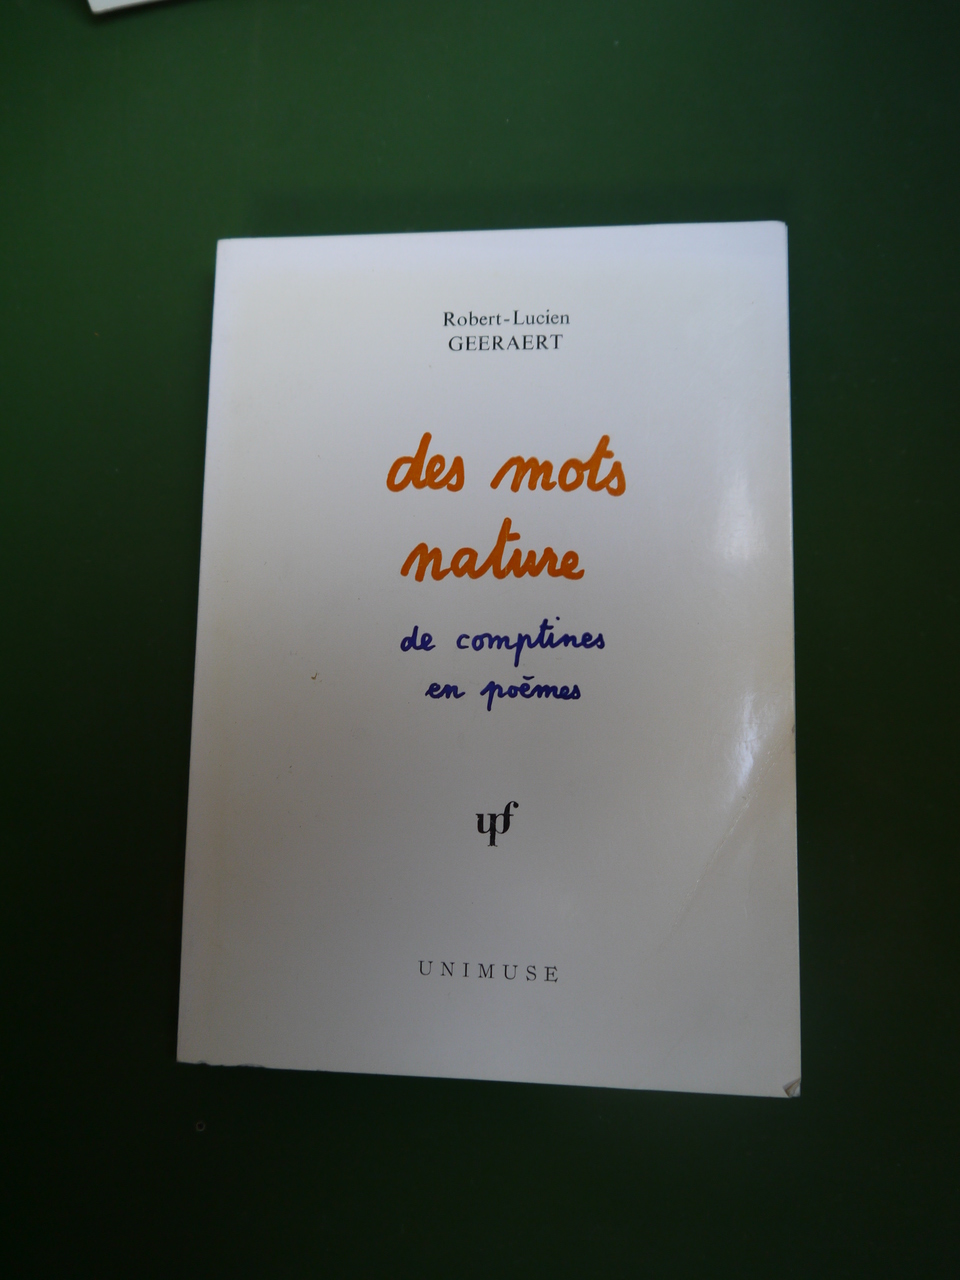 Robert-Lucien
GEERAERT
des mots
nature
de comptines
en poèmes
upf
UNIMUSE